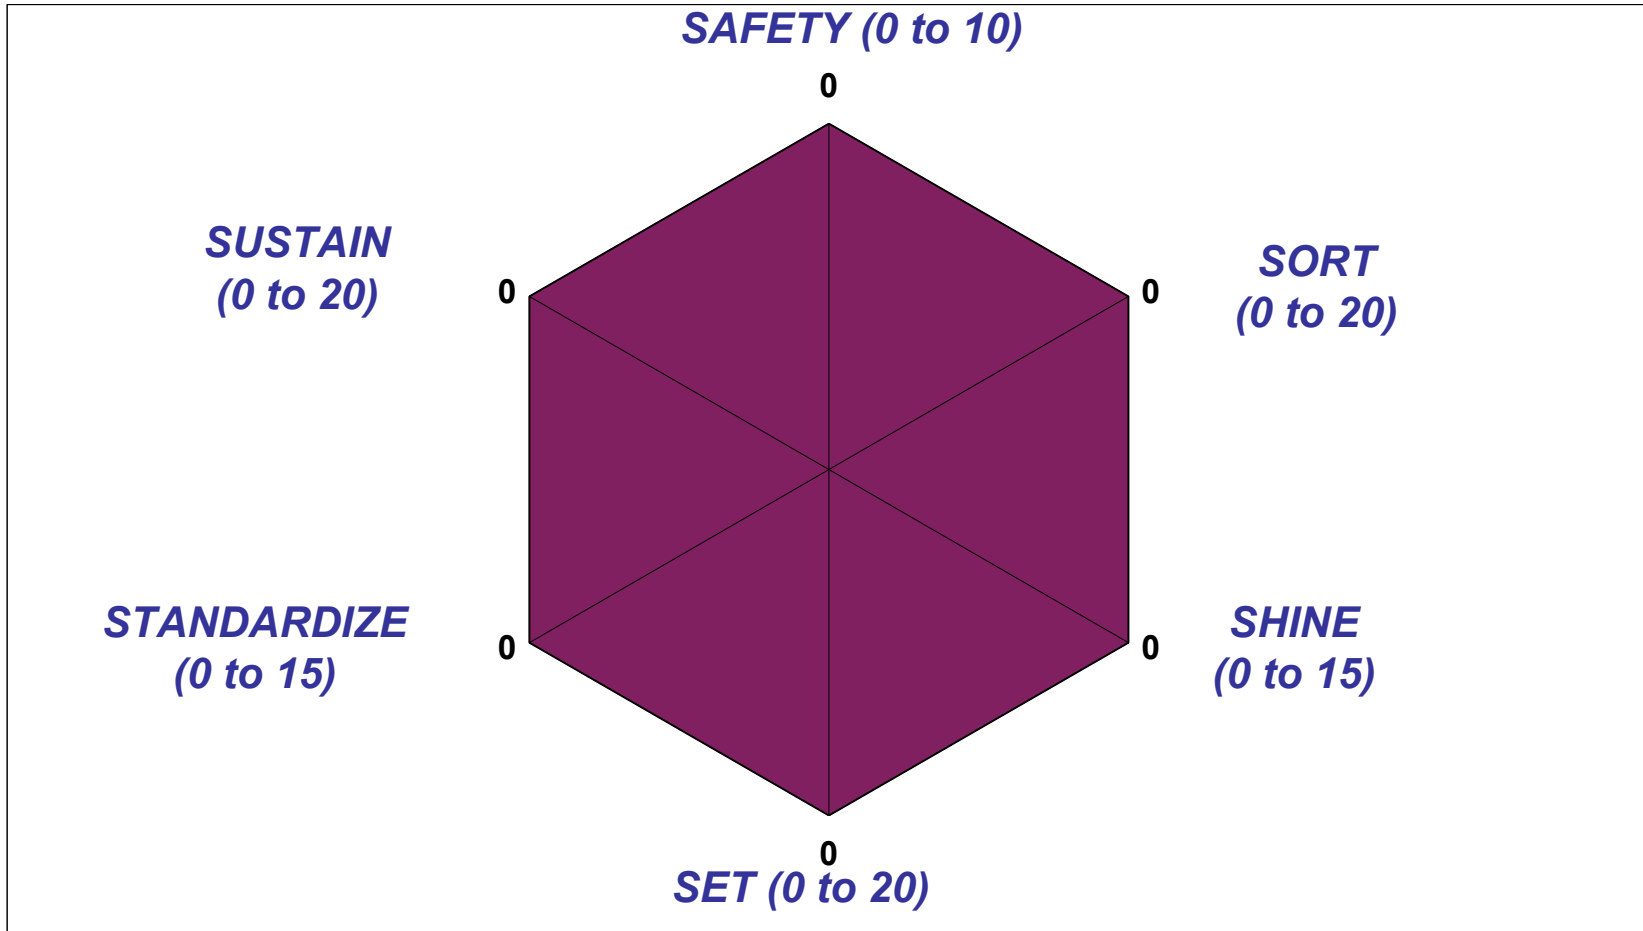 SAFETY (0 to 10)
0
SUSTAIN
(0 to 20)
0
0
SORT
(0 to 20)
STANDARDIZE
(0 to 15)
0
0
SHINE
(0 to 15)
0
SET (0 to 20)